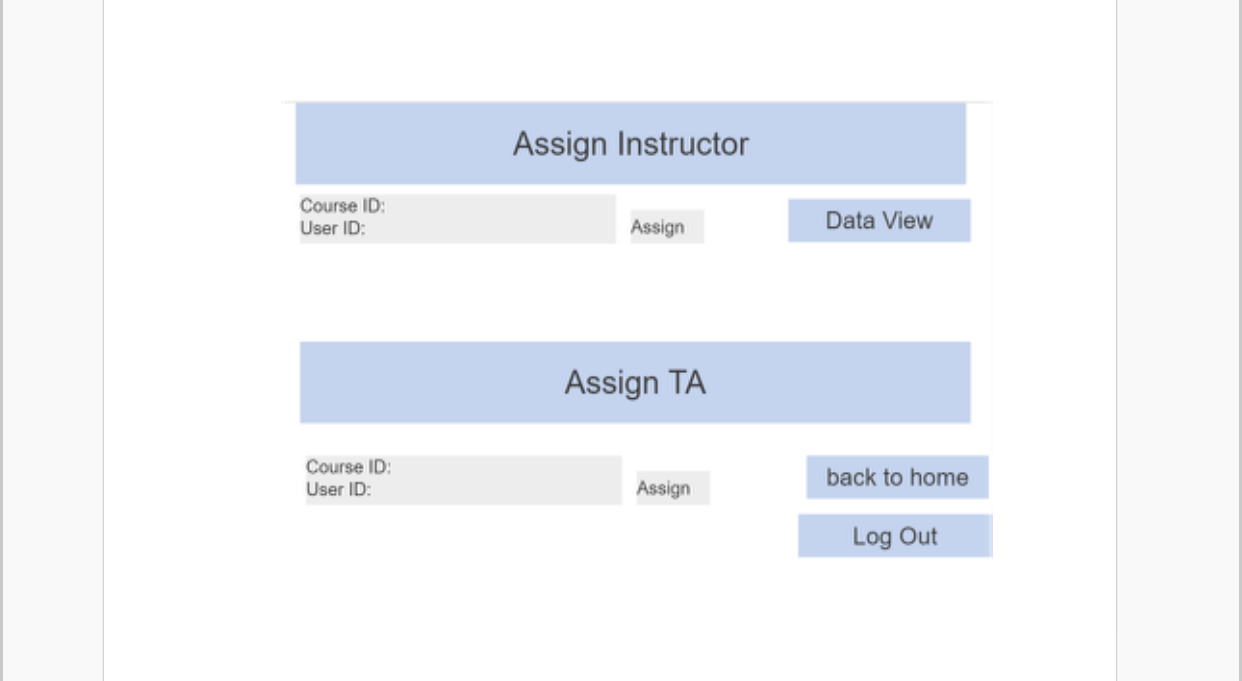 Assign Instructor
Course ID:
User ID:
Assign
Data View
Assign TA
Course ID:
User ID:
Assign
back to home
Log Out